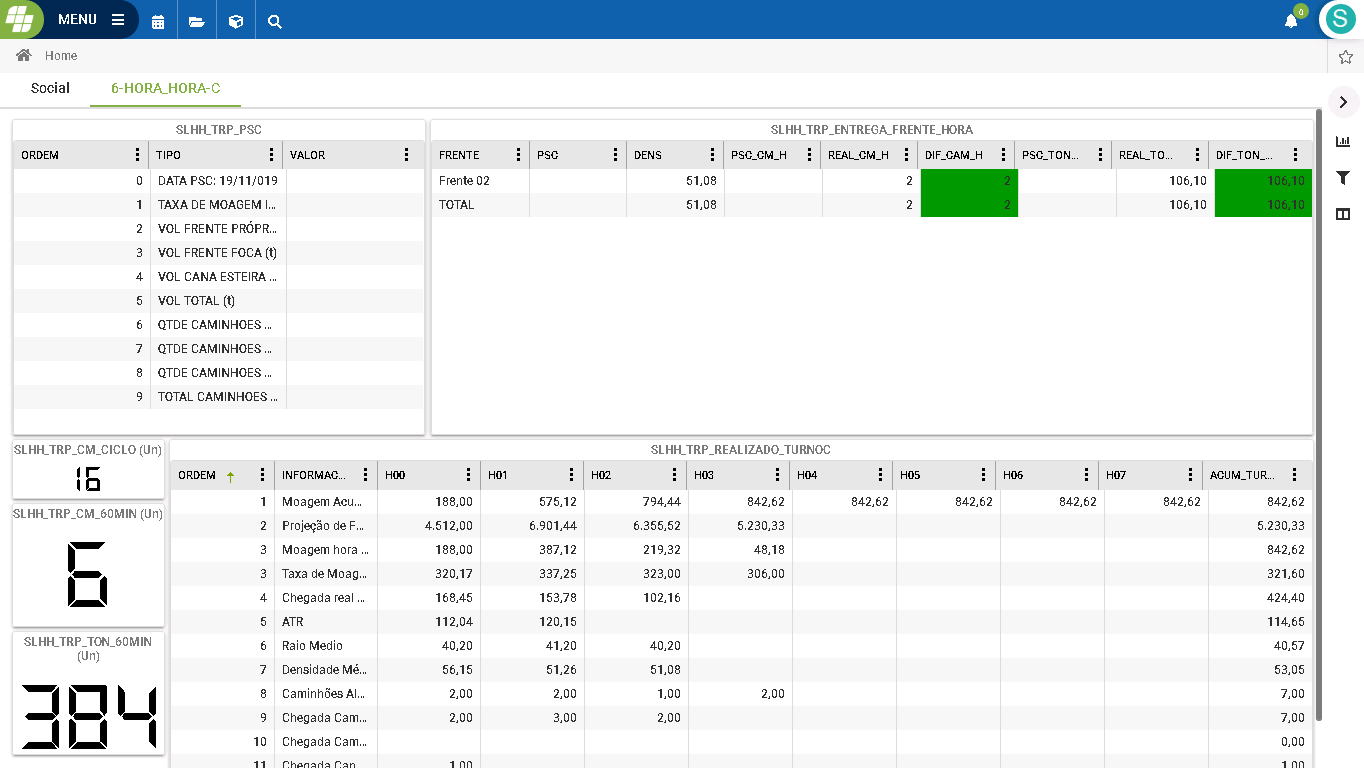 MENU
0
S
Home
Social 6-HORA_HORA-C
SLHH_TRP_PSC
ORDEM TIPO VALOR
0 DATA PSC: 19/11/019
1 TAXA DE MOAGEM I...
2 VOL FRENTE PRÓPR...
3 VOL FRENTE FOCA (t)
4 VOL CANA ESTEIRA ...
5 VOL TOTAL (t)
6 QTDE CAMINHOES ...
7 QTDE CAMINHOES ...
8 QTDE CAMINHOES ...
9 TOTAL CAMINHOES ...
SLHH_TRP_ENTREGA_FRENTE_HORA
FRENTE PSC DENS PSC_CM_H REAL_CM_H DIF_CAM_H PSC_TON... REAL_TO... DIF_TON_...
Frente 02 51,08 2 2 106,10 106,10
TOTAL 51,08 2 2 106,10 106,10
SLHH_TRP_CM_CICLO (Un)
16
SLHH_TRP_CM_60MIN (Un)
6
SLHH_TRP_TON_60MIN
(Un)
384
SLHH_TRP_REALIZADO_TURNOC
ORDEM INFORMAC... H00 H01 H02 H03 H04 H05 H06 H07 ACUM_TUR...
1 Moagem Acu... 188,00 575,12 794,44 842,62 842,62 842,62 842,62 842,62 842,62
2 Projeção de F... 4.512,00 6.901,44 6.355,52 5.230,33 5.230,33
3 Moagem hora ... 188,00 387,12 219,32 48,18 842,62
3 Taxa de Moag... 320,17 337,25 323,00 306,00 321,60
4 Chegada real ... 168,45 153,78 102,16 424,40
5 ATR 112,04 120,15 114,65
6 Raio Medio 40,20 41,20 40,20 40,57
7 Densidade Mé... 56,15 51,26 51,08 53,05
8 Caminhões Al... 2,00 2,00 1,00 2,00 7,00
9 Chegada Cam... 2,00 3,00 2,00 7,00
10 Chegada Cam... 0,00
11 Chegada Can... 1,00 1,00